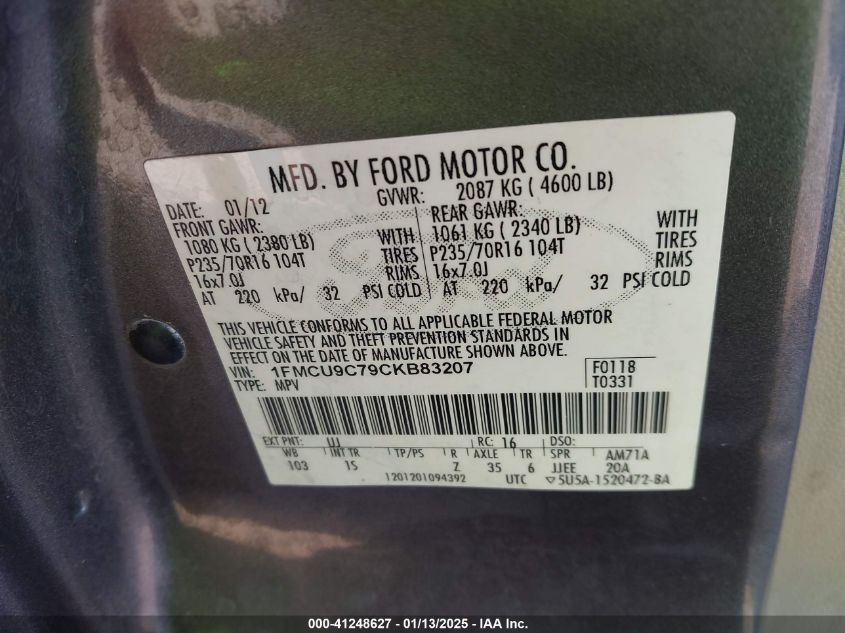 MFD. BY FORD MOTOR CO.
DATE: 01/12 GVWR: 2087 KG ( 4600 LB)
FRONT GAWR: REAR GAWR:
1080 KG ( 2380 LB) WITH 1061 KG ( 2340 LB) WITH
P235/70R16 104T TIRES P235/70R16 104T TIRES
16x7.0J RIMS 16x7.0J RIMS
AT 220 kPa/ 32 PSI COLD AT 220 kPa/ 32 PSI COLD
THIS VEHICLE CONFORMS TO ALL APPLICABLE FEDERAL MOTOR
VEHICLE SAFETY AND THEFT PREVENTION STANDARDS IN
EFFECT ON THE DATE OF MANUFACTURE SHOWN ABOVE.
VIN: 1FMCU9C79CKB83207 F0118
TYPE: MPV T0331
EXT PNT: UJ RC: 16 DSO:
WB INT TR TP/PS R AXLE TR SPR AM71A
103 1S Z 35 6 JJEE 20A
1201201094392 UTC ▽5U5A-1520472-BA
000-41248627 - 01/13/2025 - IAA Inc.